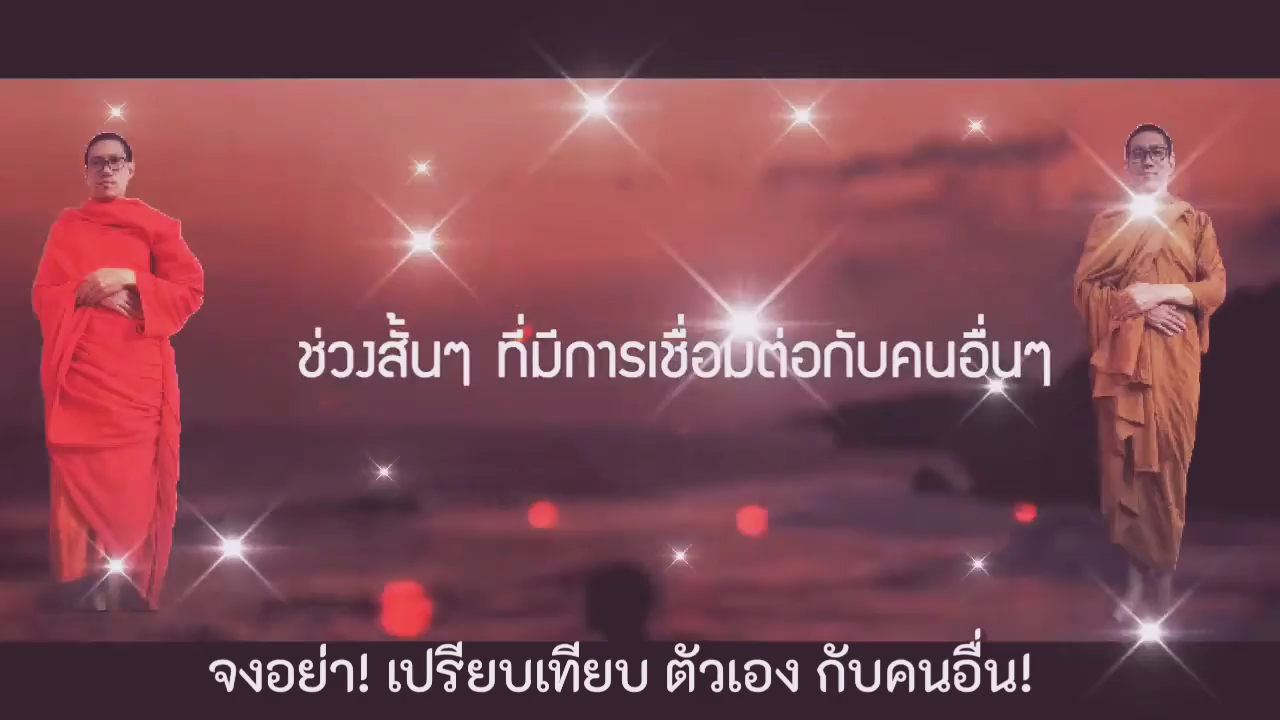 ช่วงสั้นๆ ที่มีการเชื่อมต่อกับคนอื่นๆ
จงอย่า! เปรียบเทียบ ตัวเอง กับคนอื่น!